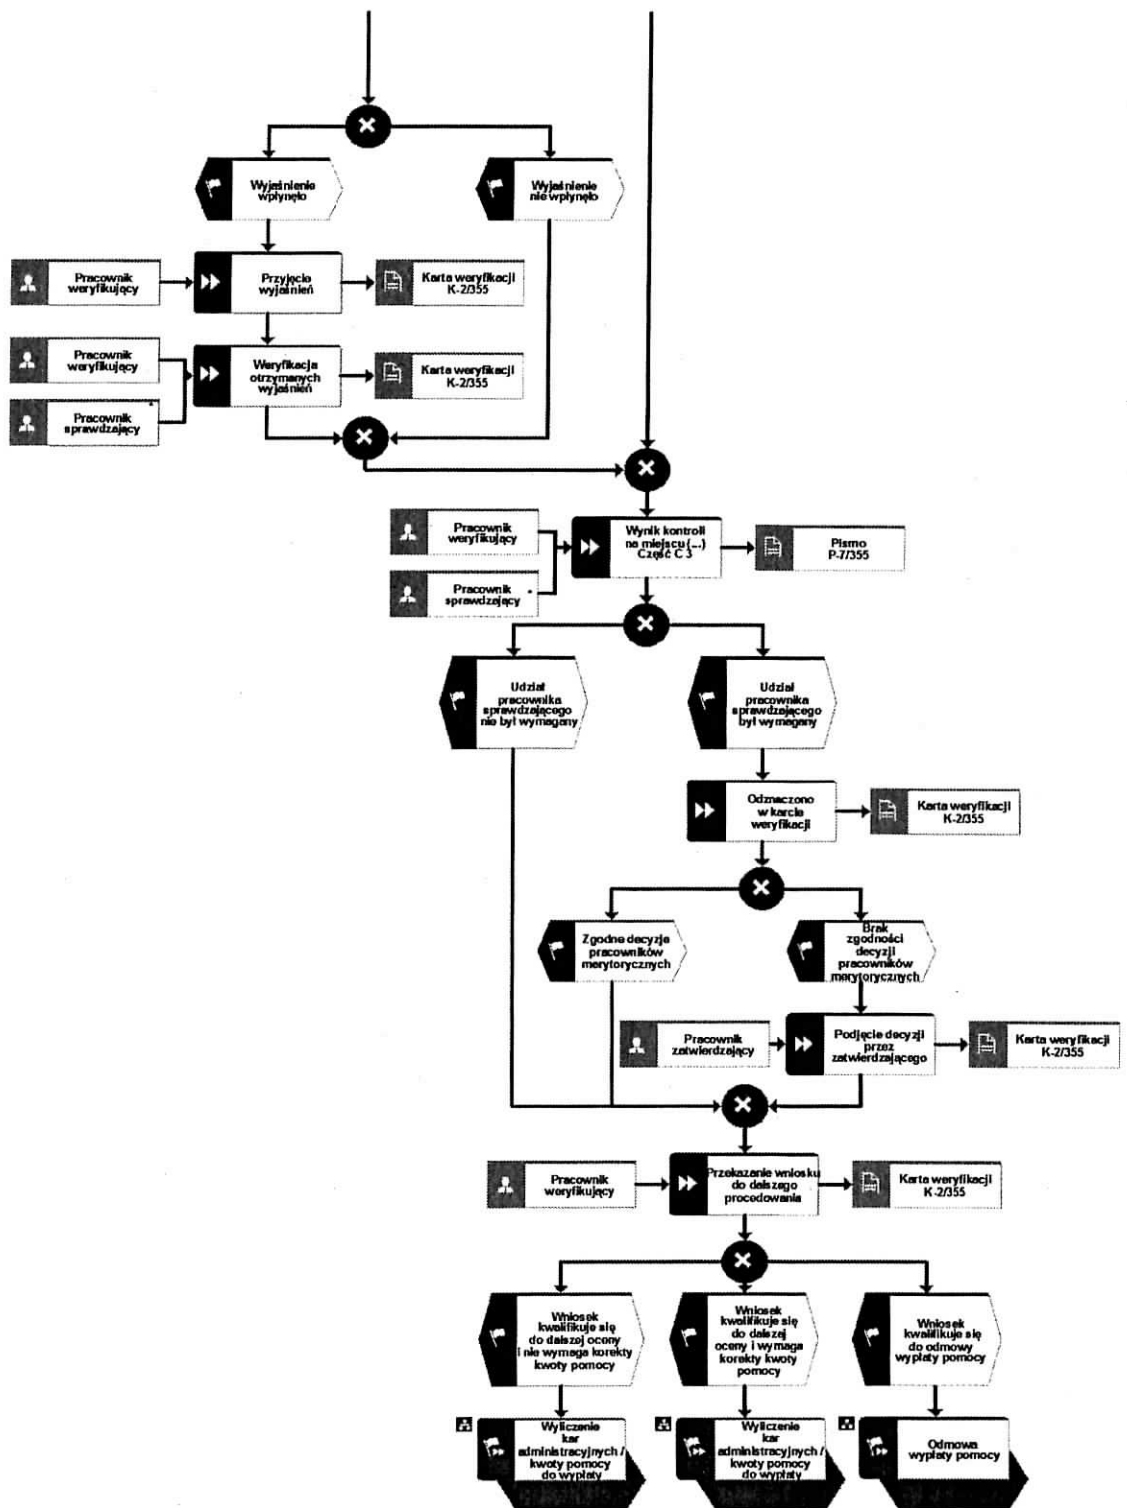 Wyjaśnienie
wpłynęło
Wyjaśnienie
nie wpłynęło
Pracownik
weryfikujący
Przyjęcie
wyjaśnień
Karta weryfikacji
K-2/355
Pracownik
weryfikujący
Weryfikacja
otrzymanych
wyjaśnień
Karta weryfikacji
K-2/355
Pracownik
sprawdzający
Pracownik
weryfikujący
Wynik kontroli
na miejscu (...)
Część C 3
Pismo
P-7/355
Pracownik
sprawdzający
Udział
pracownika
sprawdzającego
nie był wymagany
Udział
pracownika
sprawdzającego
był wymagany
Odznaczono
w karcie
weryfikacji
Karta weryfikacji
K-2/355
Zgodne decyzje
pracowników
merytorycznych
Brak
zgodności
decyzji
pracowników
merytorycznych
Pracownik
zatwierdzający
Podjęcie decyzji
przez
zatwierdzającego
Karta weryfikacji
K-2/355
Pracownik
weryfikujący
Przekazanie wniosku
do dalszego
procedowania
Karta weryfikacji
K-2/355
Wniosek
kwalifikuje się
do dalszej oceny
i nie wymaga korekty
kwoty pomocy
Wniosek
kwalifikuje się
do dalszej
oceny i wymaga
korekty kwoty
pomocy
Wniosek
kwalifikuje się
do odmowy
wypłaty pomocy
Wyliczenie
kar
administracyjnych /
kwoty pomocy
do wypłaty
Wyliczenie
kar
administracyjnych /
kwoty pomocy
do wypłaty
Odmowa
wypłaty pomocy